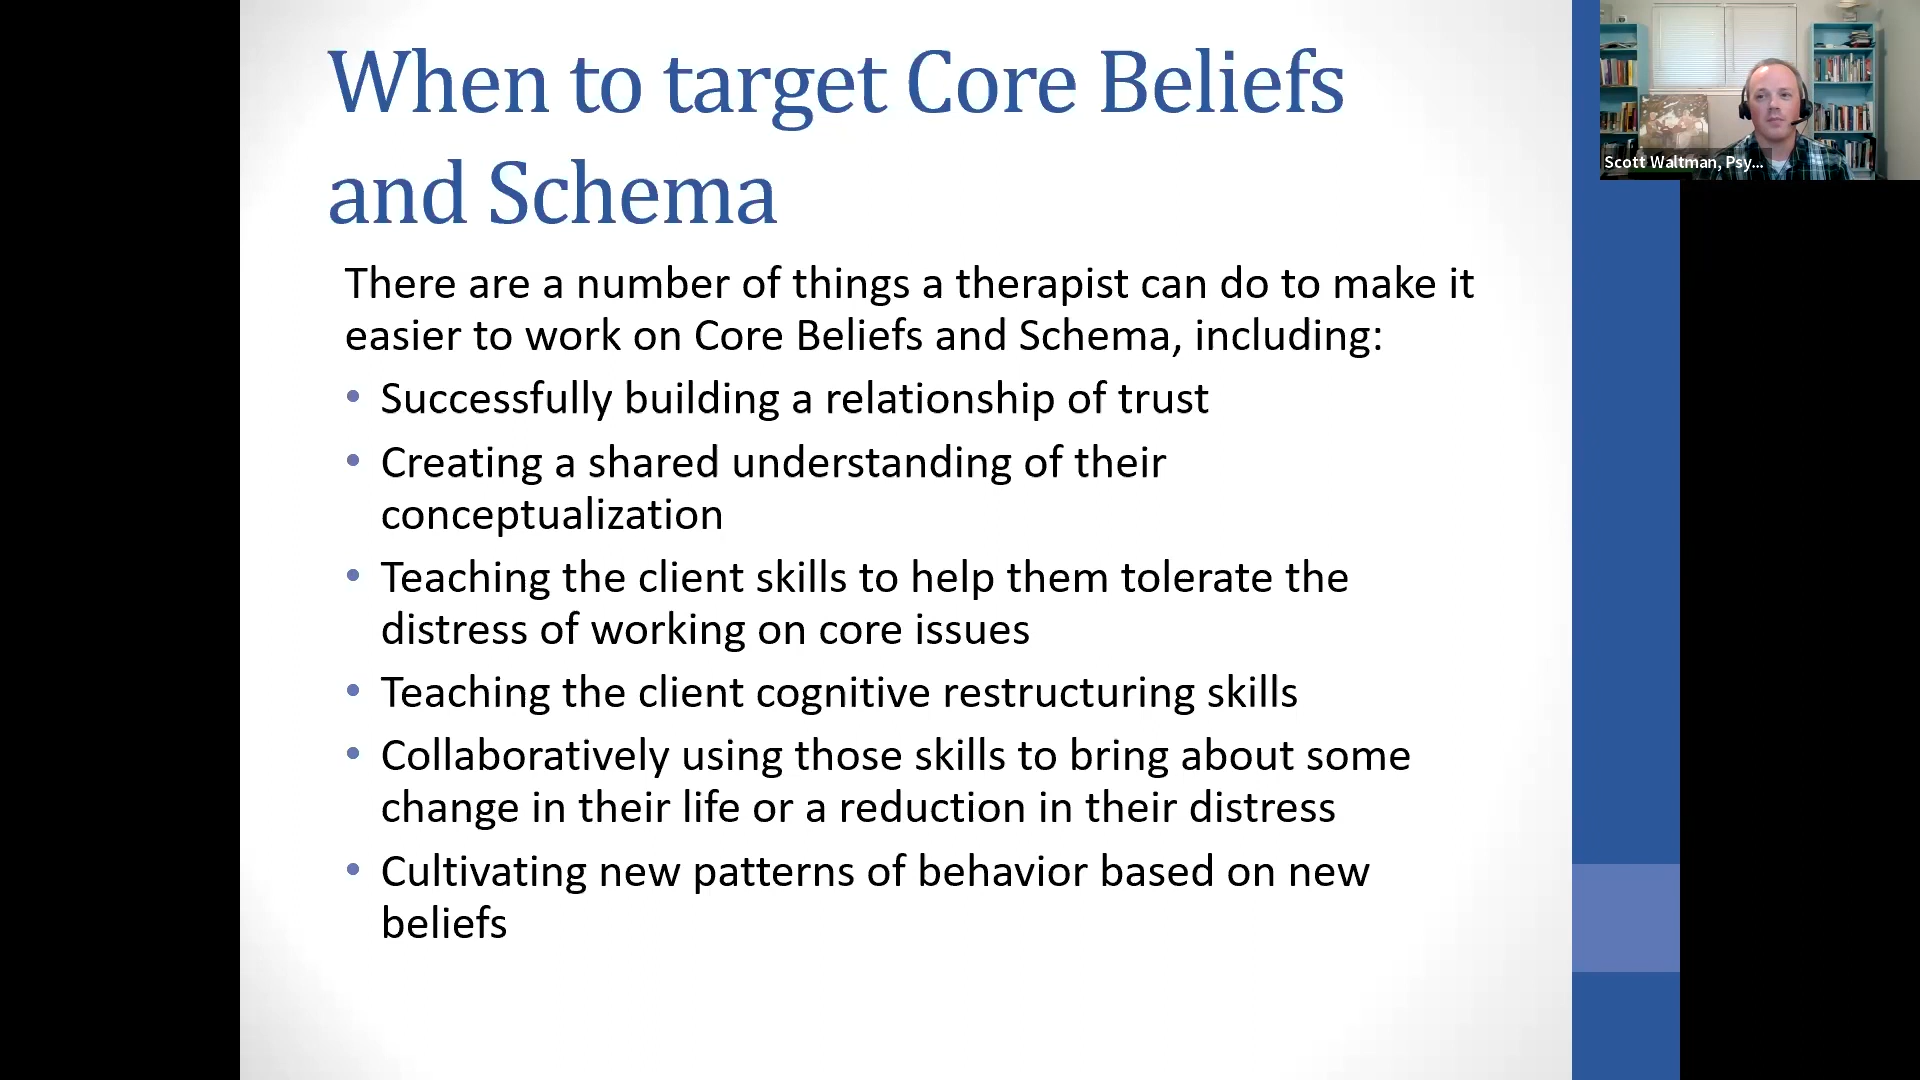 When to target Core Beliefs
and Schema
There are a number of things a therapist can do to make it
easier to work on Core Beliefs and Schema, including:
• Successfully building a relationship of trust
• Creating a shared understanding of their
conceptualization
• Teaching the client skills to help them tolerate the
distress of working on core issues
• Teaching the client cognitive restructuring skills
• Collaboratively using those skills to bring about some
change in their life or a reduction in their distress
• Cultivating new patterns of behavior based on new
beliefs
Scott Waltman, Psy...